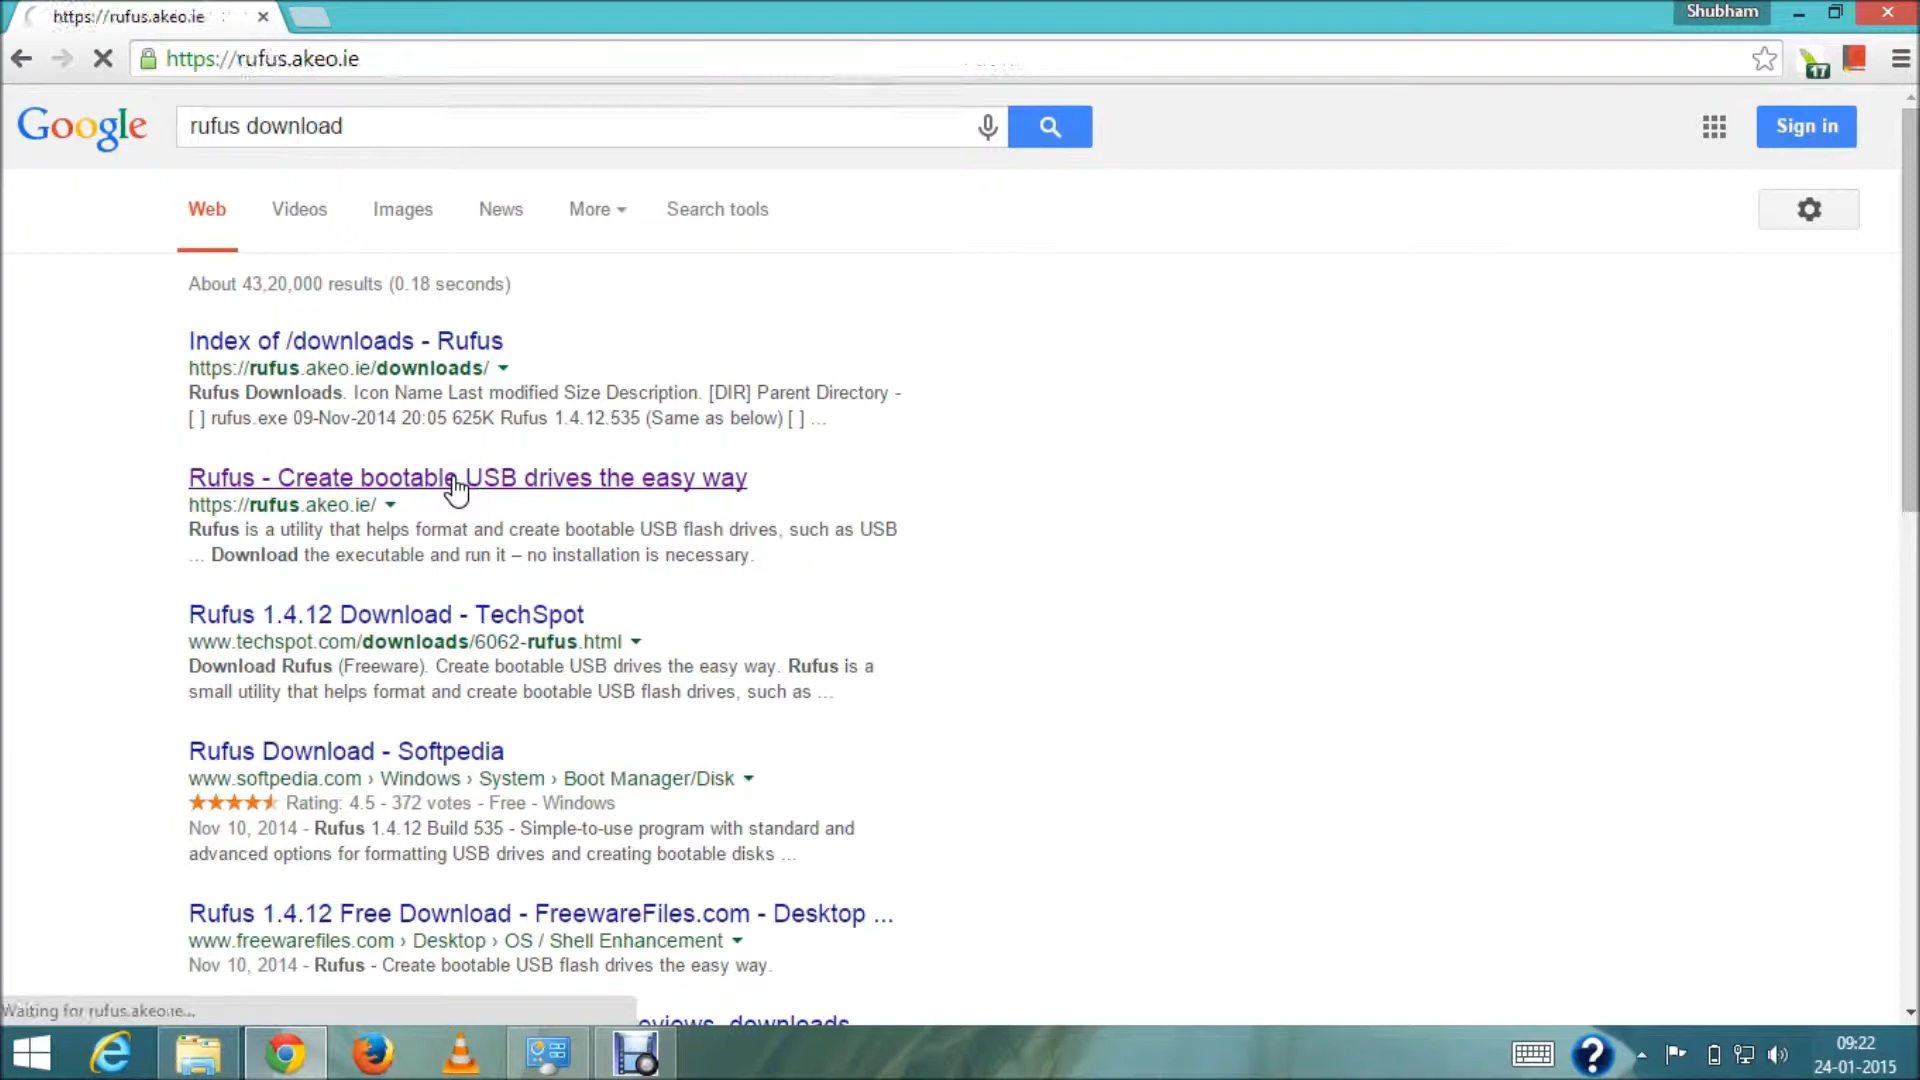 https://rufus.akeo.ie
Shubham
https://rufus.akeo.ie
17
Google
rufus download
Sign in
Web Videos Images News More Search tools
About 43,20,000 results (0.18 seconds)
Index of /downloads - Rufus
https://rufus.akeo.ie/downloads/
Rufus Downloads. Icon Name Last modified Size Description. [DIR] Parent Directory -
[ ] rufus.exe 09-Nov-2014 20:05 625K Rufus 1.4.12.535 (Same as below) [ ] ...
Rufus - Create bootable USB drives the easy way
https://rufus.akeo.ie/
Rufus is a utility that helps format and create bootable USB flash drives, such as USB
... Download the executable and run it – no installation is necessary.
Rufus 1.4.12 Download - TechSpot
www.techspot.com/downloads/6062-rufus.html
Download Rufus (Freeware). Create bootable USB drives the easy way. Rufus is a
small utility that helps format and create bootable USB flash drives, such as ...
Rufus Download - Softpedia
www.softpedia.com › Windows › System › Boot Manager/Disk
Rating: 4.5 - 372 votes - Free - Windows
Nov 10, 2014 - Rufus 1.4.12 Build 535 - Simple-to-use program with standard and
advanced options for formatting USB drives and creating bootable disks ...
Rufus 1.4.12 Free Download - FreewareFiles.com - Desktop ...
www.freewarefiles.com › Desktop › OS / Shell Enhancement
Nov 10, 2014 - Rufus - Create bootable USB flash drives the easy way.
Waiting for rufus.akeo.ie...
downloads
09:22
24-01-2015